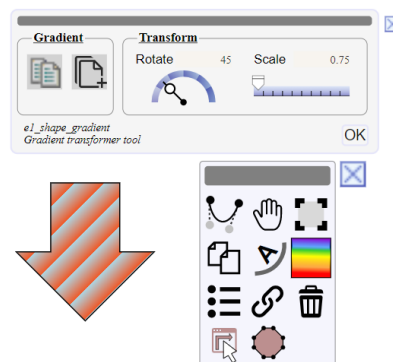 Gradient
Transform
Rotate 45 Scale 0.75
e1_shape_gradient
Gradient transformer tool
OK